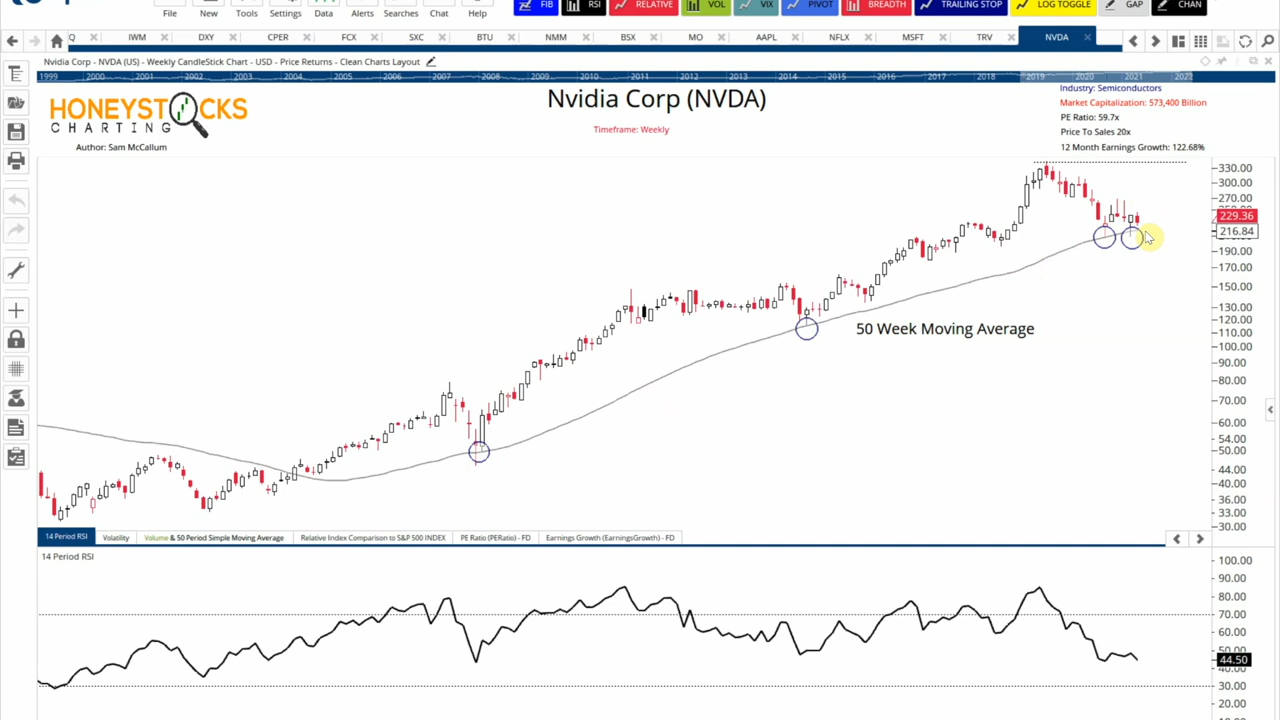 FIB RSI RELATIVE VOL VIX PIVOT BREADTH TRAILING STOP LOG TOGGLE GAP CHAN
File New Tools Settings Data Alerts Searches Chat Help
Q IWM DXY CPER FCX SXC BTU NMM BSX MO AAPL NFLX MSFT TRV NVDA
Nvidia Corp - NVDA (US) - Weekly CandleStick Chart - USD - Price Returns - Clean Charts Layout
1999 2000 2001 2002 2003 2004 2005 2006 2007 2008 2009 2010 2011 2012 2013 2014 2015 2016 2017 2018 2019 2020 2021 2022
HONEYSTOCKS
CHARTING
Author: Sam McCallum
Nvidia Corp (NVDA)
Timeframe: Weekly
Industry: Semiconductors
Market Capitalization: 573,400 Billion
PE Ratio: 59.7x
Price To Sales 20x
12 Month Earnings Growth: 122.68%
330.00
300.00
270.00
229.36
216.84
190.00
170.00
150.00
130.00
120.00
110.00
100.00
90.00
80.00
70.00
60.00
54.00
50.00
44.00
40.00
36.00
33.00
30.00
50 Week Moving Average
14 Period RSI Volatility Volume & 50 Period Simple Moving Average Relative Index Comparison to S&P 500 INDEX PE Ratio (PERatio) - FD Earnings Growth (EarningsGrowth) - FD
14 Period RSI
100.00
90.00
80.00
70.00
60.00
50.00
44.50
40.00
30.00
20.00